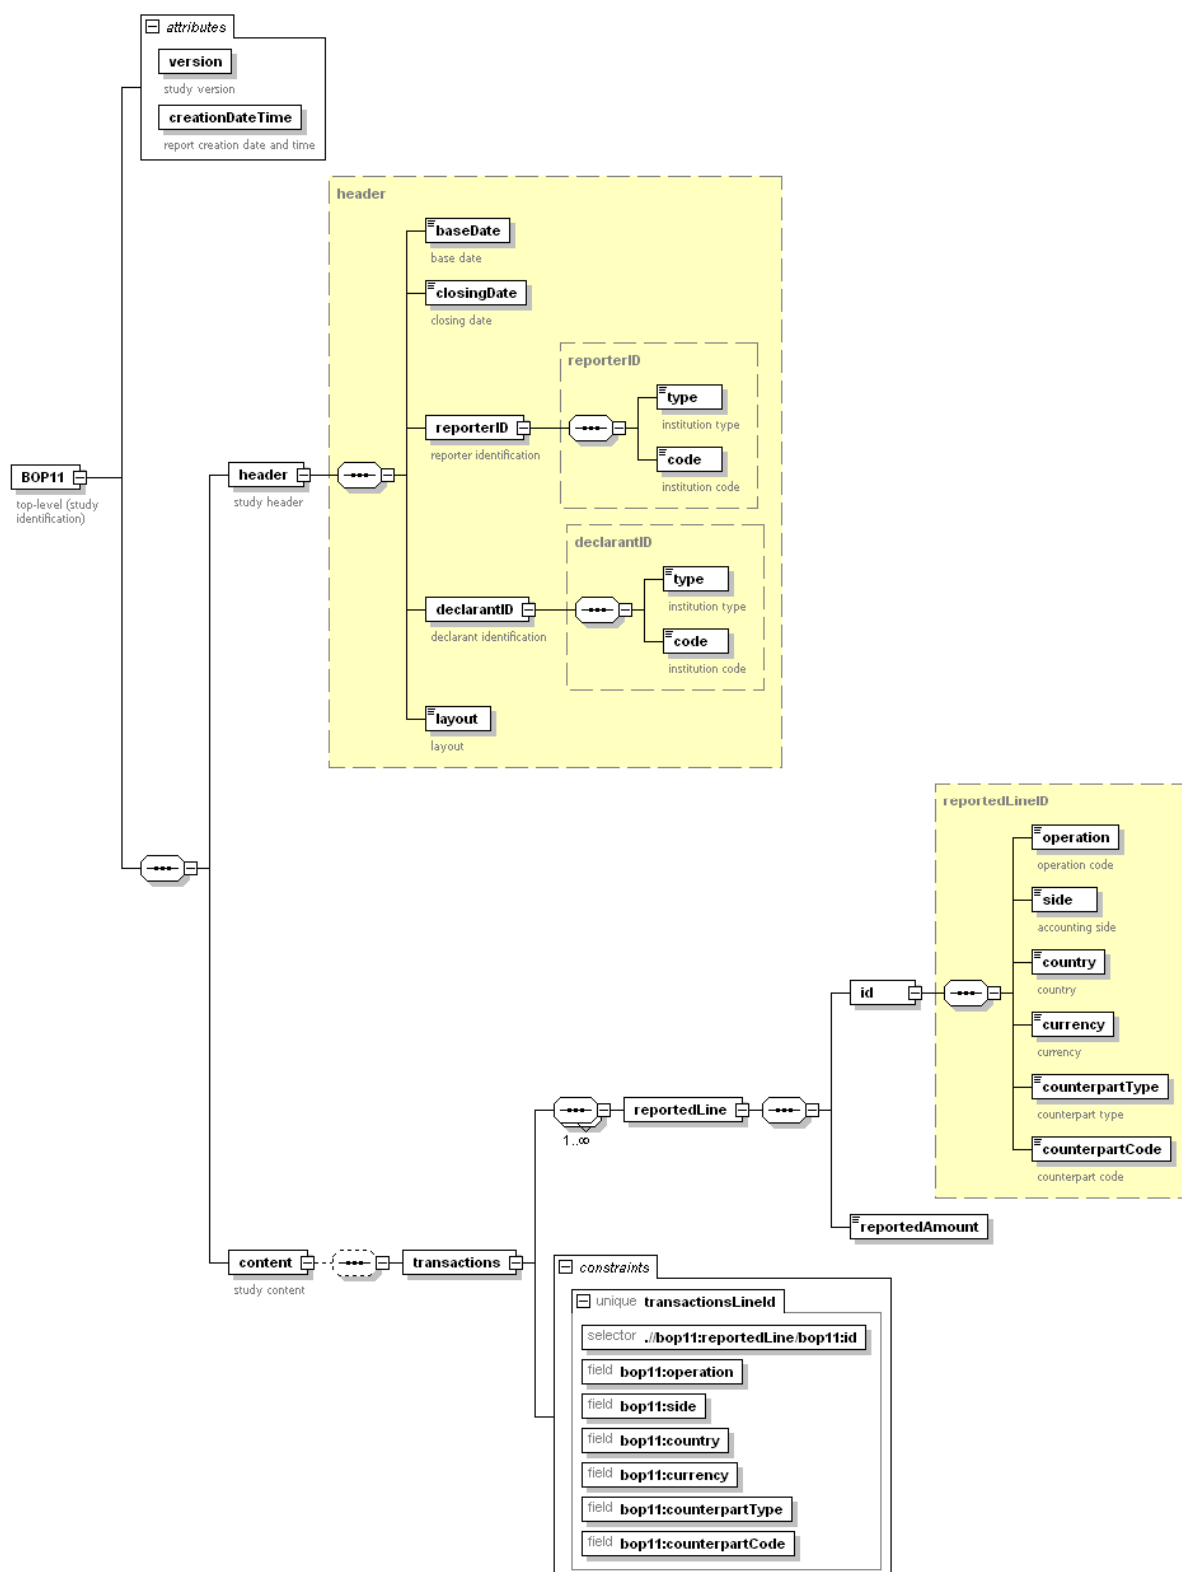 attributes
version
study version
creationDateTime
report creation date and time
header
baseDate
base date
closingDate
closing date
reporterID
type
institution type
reporterID
reporter identification
code
institution code
BOP11
top-level (study
identification)
header
study header
declarantID
type
institution type
declarantID
declarant identification
code
institution code
layout
layout
reportedLineID
operation
operation code
side
accounting side
country
country
id
currency
currency
counterpartType
counterpart type
reportedLine
1..∞
counterpartCode
counterpart code
reportedAmount
content
study content
transactions
constraints
unique transactionsLineId
selector .//bop11:reportedLine/bop11:id
field bop11:operation
field bop11:side
field bop11:country
field bop11:currency
field bop11:counterpartType
field bop11:counterpartCode